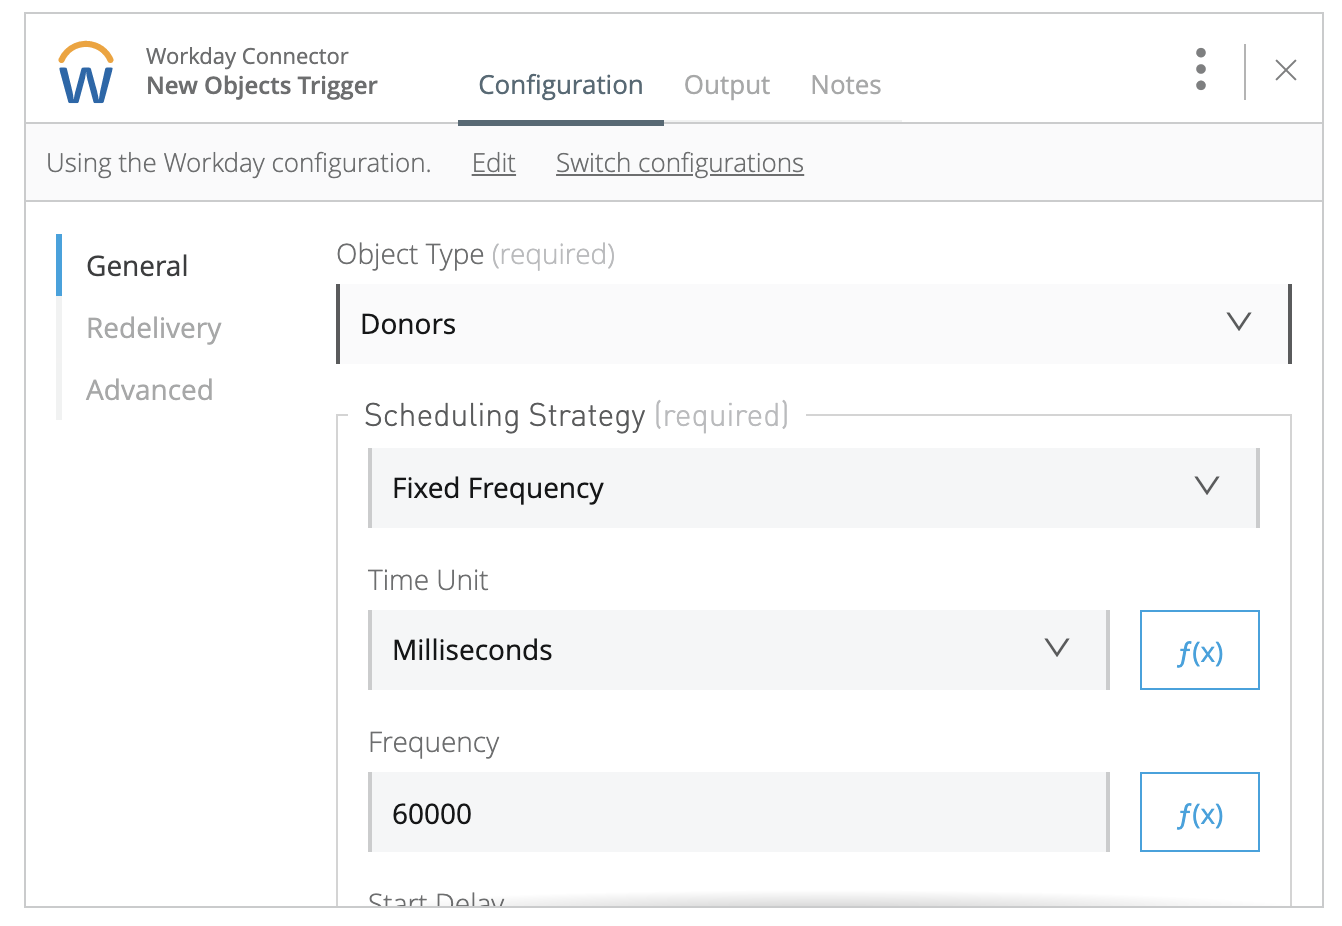 Workday Connector
New Objects Trigger
Configuration Output Notes
Using the Workday configuration. Edit Switch configurations
General
Redelivery
Advanced
Object Type (required)
Donors
Scheduling Strategy (required)
Fixed Frequency
Time Unit
Milliseconds
f(x)
Frequency
60000
f(x)
Start Delay